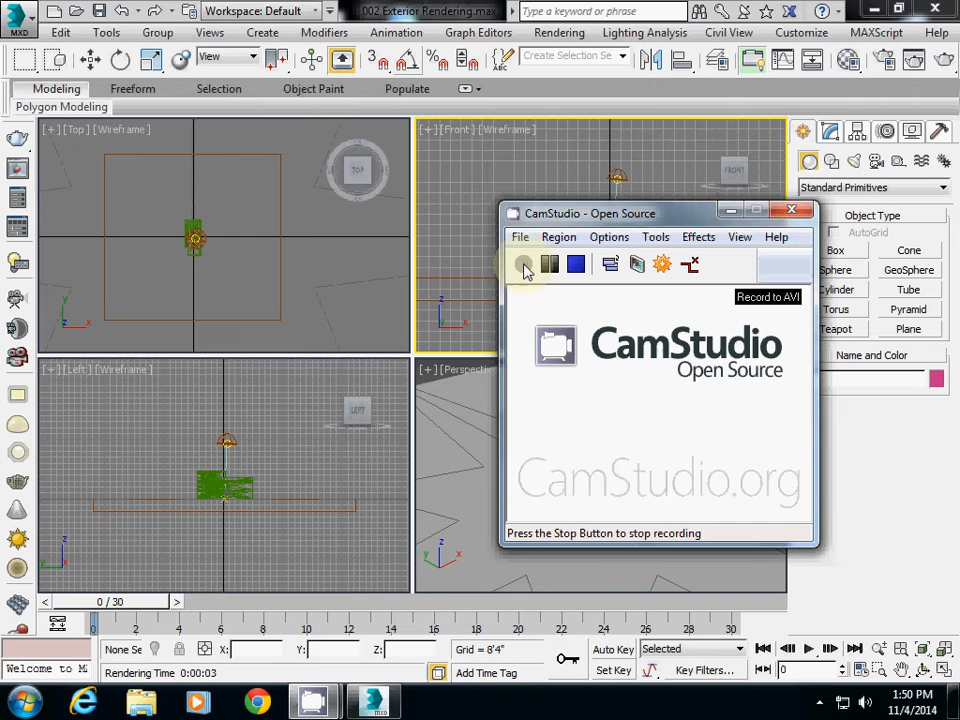 Workspace: Default
002 Exterior Rendering.max
Type a keyword or phrase
MXD
Edit Tools Group Views Create Modifiers Animation Graph Editors Rendering Lighting Analysis Civil View Customize MAXScript Help
View
3
%
ABC
Create Selection Se
Modeling Freeform Selection Object Paint Populate
Polygon Modeling
[+] [Top] [Wireframe]
TOP
y
z x
[+] [Front] [Wireframe]
FRONT
z
x
Standard Primitives
Object Type
AutoGrid
Box Cone
Sphere GeoSphere
Cylinder Tube
Torus Pyramid
Teapot Plane
Name and Color
CamStudio - Open Source
File Region Options Tools Effects View Help
Record to AVI
CamStudio
Open Source
CamStudio.org
Press the Stop Button to stop recording
[+] [Left] [Wireframe]
LEFT
z
y
[+] [Perspecti
z
y x
0 / 30
0 2 4 6 8 10 12 14 16 18 20 22 24 26 28 30
None Se X: Y: Z: Grid = 8'4" Auto Key Selected
Welcome to M
Rendering Time 0:00:03 Add Time Tag Set Key Key Filters... 0
1:50 PM
11/4/2014